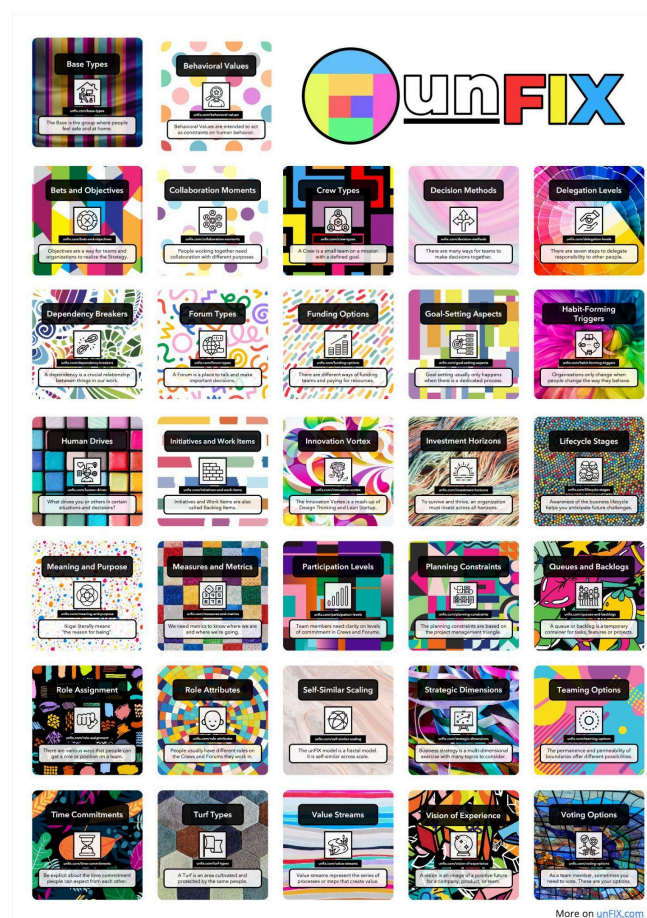 Base Types
unfix.com/base-types
The Base is the group where people
feel safe and at home.
Behavioral Values
unfix.com/behavioral-values
Behavioral Values are intended to act
as constraints on human behavior.
unFIX
Bets and Objectives
unfix.com/bets-and-objectives
Objectives are a way for teams and
organizations to realize the Strategy.
Collaboration Moments
unfix.com/collaboration-moments
People working together need
collaboration with different purposes.
Crew Types
unfix.com/crew-types
A Crew is a small team on a mission
with a defined goal.
Decision Methods
unfix.com/decision-methods
There are many ways for teams to
make decisions together.
Delegation Levels
unfix.com/delegation-levels
There are seven steps to delegate
responsibility to other people.
Dependency Breakers
unfix.com/dependency-breakers
A dependency is a crucial relationship
between things in our work.
Forum Types
unfix.com/forum-types
A Forum is a place to talk and make
important decisions.
Funding Options
unfix.com/funding-options
There are different ways of funding
teams and paying for resources.
Goal-Setting Aspects
unfix.com/goal-setting-aspects
Goal setting usually only happens
when there is a dedicated process.
Habit-Forming
Triggers
unfix.com/habit-forming-triggers
Organizations only change when
people change the way they behave.
Human Drives
unfix.com/human-drives
What drives you or others in certain
situations and decisions?
Initiatives and Work Items
unfix.com/initiatives-and-work-items
Initiatives and Work Items are also
called Backlog Items.
Innovation Vortex
unfix.com/innovation-vortex
The Innovation Vortex is a mash-up of
Design Thinking and Lean Startup.
Investment Horizons
unfix.com/investment-horizons
To survive and thrive, an organization
must invest across all horizons.
Lifecycle Stages
unfix.com/lifecycle-stages
Awareness of the business lifecycle
helps you anticipate future challenges.
Meaning and Purpose
unfix.com/meaning-and-purpose
Ikigai literally means
"the reason for being".
Measures and Metrics
unfix.com/measures-and-metrics
We need metrics to know where we are
and where we're going.
Participation Levels
unfix.com/participation-levels
Team members need clarity on levels
of commitment in Crews and Forums.
Planning Constraints
unfix.com/planning-constraints
The planning constraints are based on
the project management triangle.
Queues and Backlogs
unfix.com/queues-and-backlogs
A queue or backlog is a temporary
container for tasks, features or projects.
Role Assignment
unfix.com/role-assignment
There are various ways that people can
get a role or position on a team.
Role Attributes
unfix.com/role-attributes
People usually have different roles on
the Crews and Forums they work in.
Self-Similar Scaling
unfix.com/self-similar-scaling
The unFIX model is a fractal model.
It is self-similar across scale.
Strategic Dimensions
unfix.com/strategic-dimensions
Business strategy is a multi-dimensional
exercise with many topics to consider.
Teaming Options
unfix.com/teaming-options
The permanence and permeability of
boundaries offer different possibilities.
Time Commitments
unfix.com/time-commitments
Be explicit about the time commitment
people can expect from each other.
Turf Types
unfix.com/turf-types
A Turf is an area cultivated and
protected by the same people.
Value Streams
unfix.com/value-streams
Value streams represent the series of
processes or steps that create value.
Vision of Experience
unfix.com/vision-of-experience
A vision is an image of a positive future
for a company, product, or team.
Voting Options
unfix.com/voting-options
As a team member, sometimes you
need to vote. These are your options.
More on unFIX.com